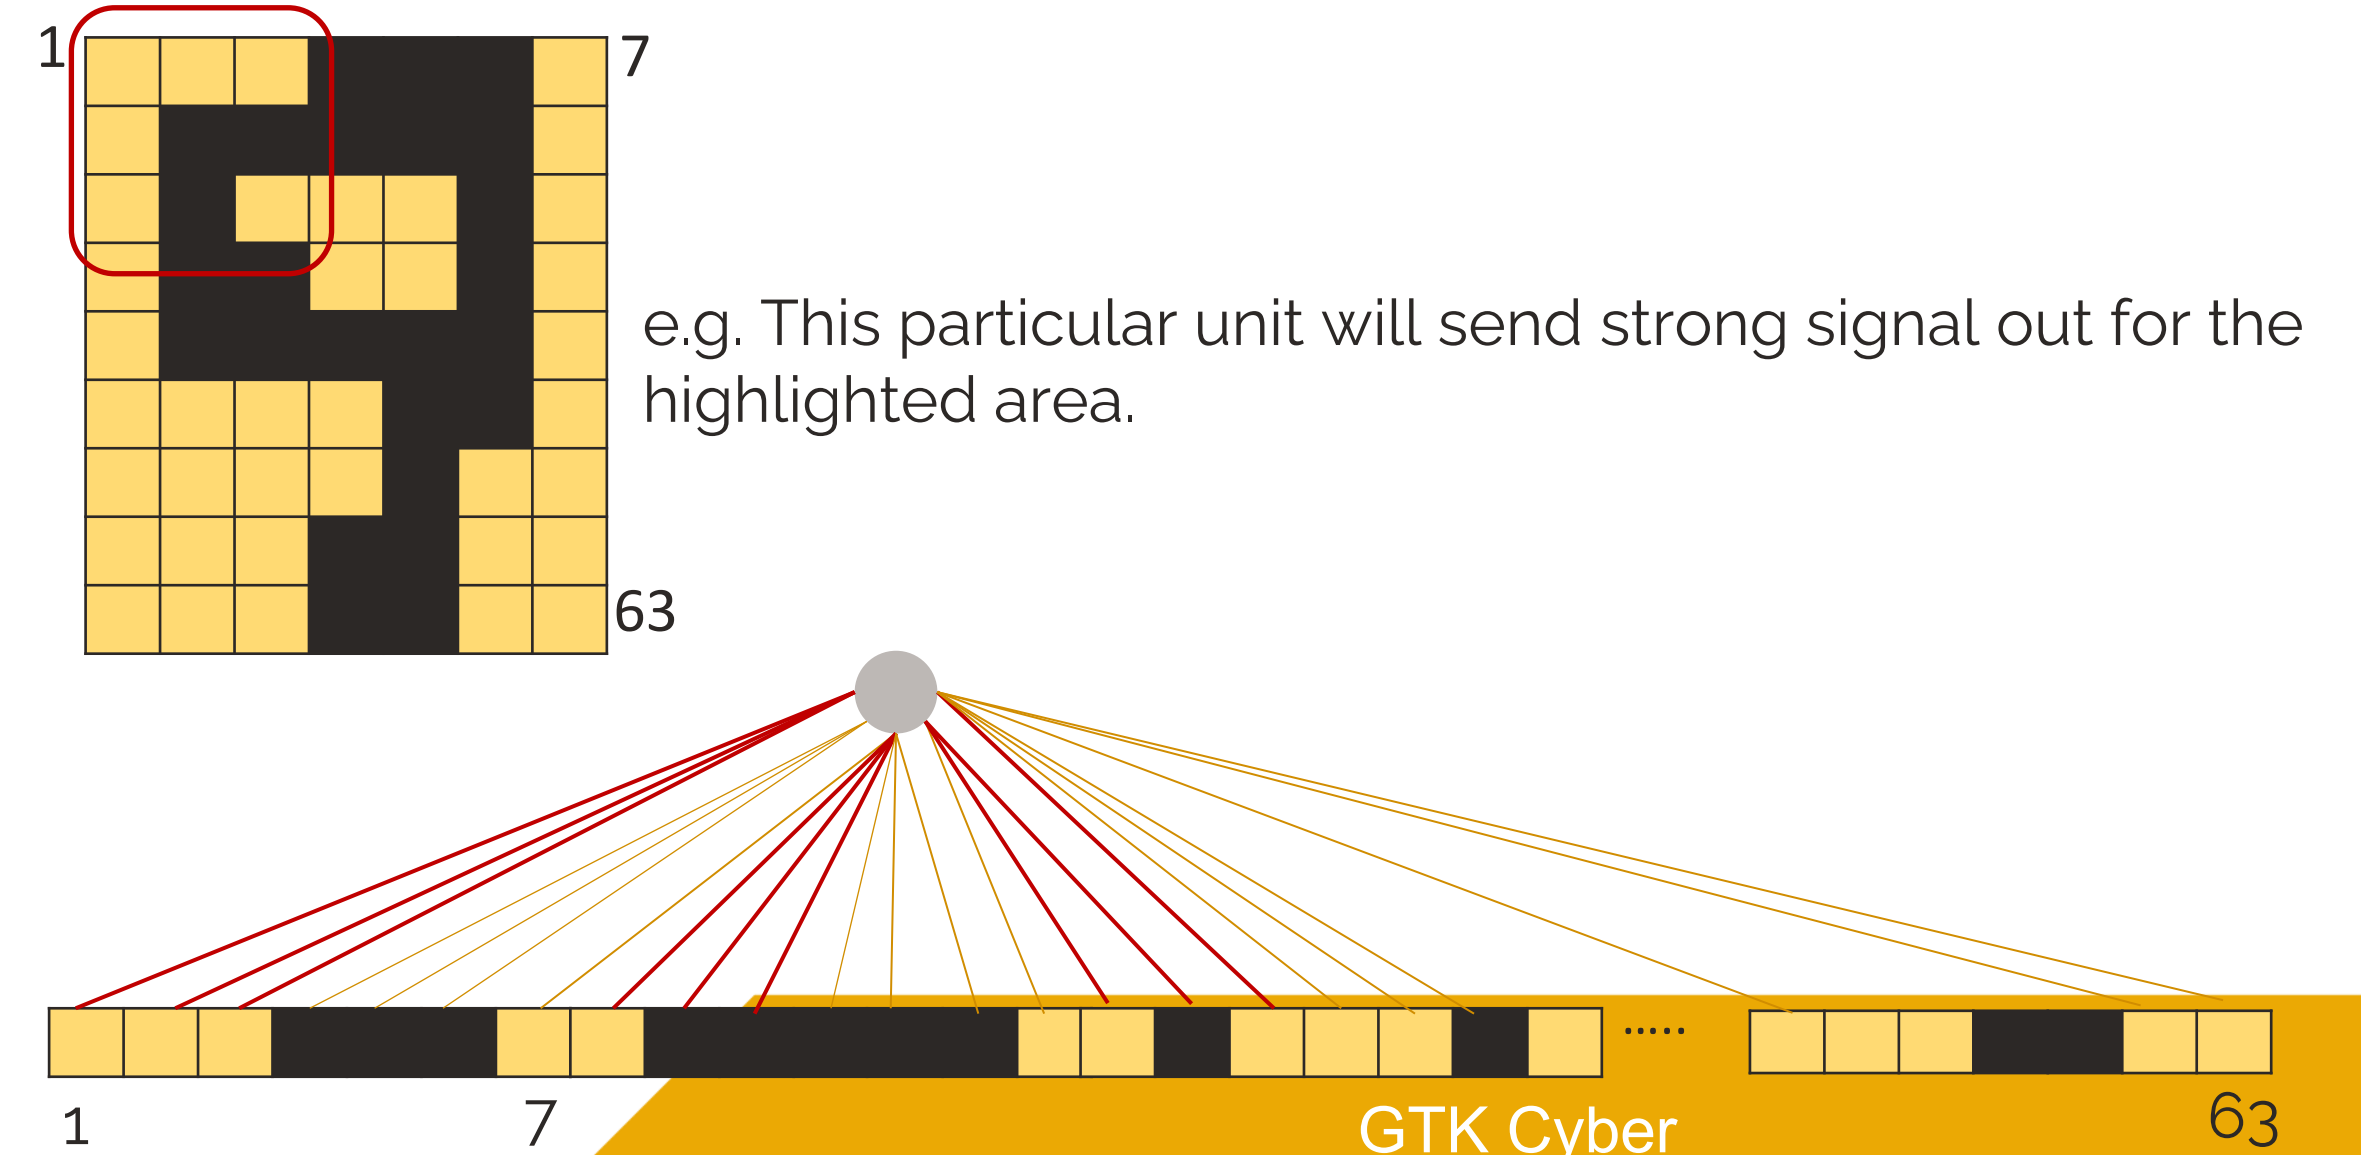 1
7
e.g. This particular unit will send strong signal out for the
highlighted area.
63
.....
1
7
GTK Cyber
63